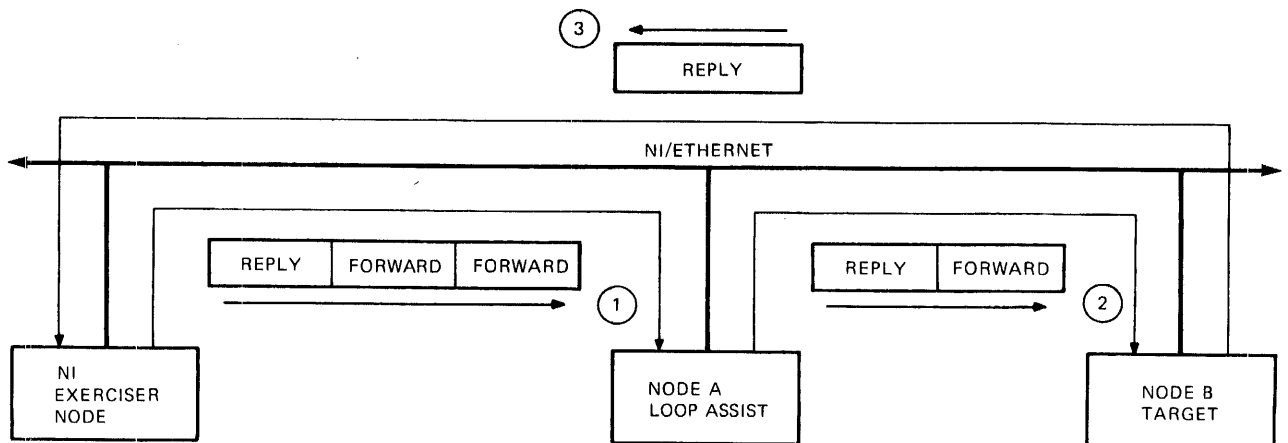 3
REPLY
NI/ETHERNET
REPLY FORWARD FORWARD
1
REPLY FORWARD
2
NI
EXERCISER
NODE
NODE A
LOOP ASSIST
NODE B
TARGET